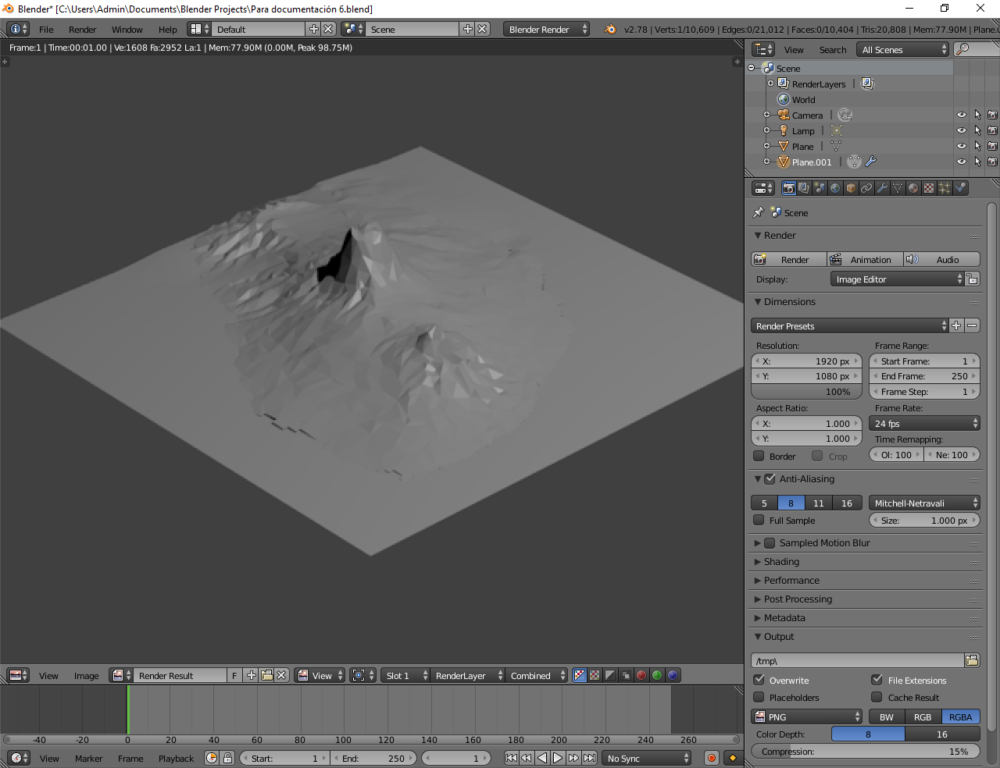 Blender* [C:\Users\Admin\Documents\Blender Projects\Para documentación 6.blend]
File Render Window Help Default Scene Blender Render v2.78 | Verts:1/10,609 | Edges:0/21,012 | Faces:0/10,404 | Tris:20,808 | Mem:77.90M |
Frame:1 | Time:00:01.00 | Ve:1608 Fa:2952 La:1 | Mem:77.90M (0.00M, Peak 98.75M)
View Search All Scenes
Scene
RenderLayers |
World
Camera |
Lamp |
Plane |
Plane.001 |
Scene
Render
Render Animation Audio
Display: Image Editor
Dimensions
Render Presets
Resolution: Frame Range:
X: 1920 px Start Frame: 1
Y: 1080 px End Frame: 250
100% Frame Step: 1
Aspect Ratio: Frame Rate:
X: 1.000 24 fps
Y: 1.000 Time Remapping:
Border Crop Ol: 100 Ne: 100
Anti-Aliasing
5 8 11 16 Mitchell-Netravali
Full Sample Size: 1.000 px
Sampled Motion Blur
Shading
Performance
Post Processing
Metadata
Output
/tmp\
Overwrite File Extensions
Placeholders Cache Result
PNG BW RGB RGBA
Color Depth: 8 16
Compression: 15%
View Image Render Result F View Slot 1 RenderLayer Combined
-40 -20 0 20 40 60 80 100 120 140 160 180 200 220 240 260
View Marker Frame Playback Start: 1 End: 250 1 No Sync